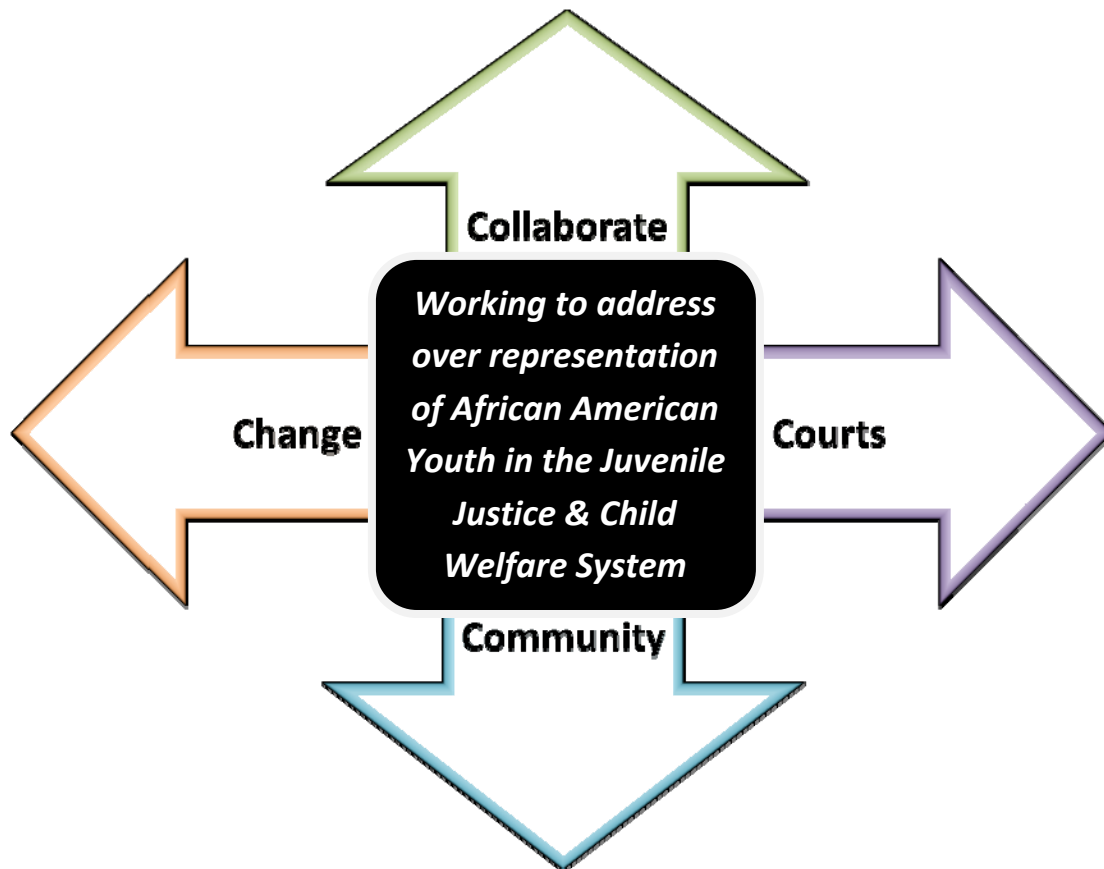 Collaborate
Working to address
over representation
of African American
Youth in the Juvenile
Justice & Child
Welfare System
Change
Courts
Community